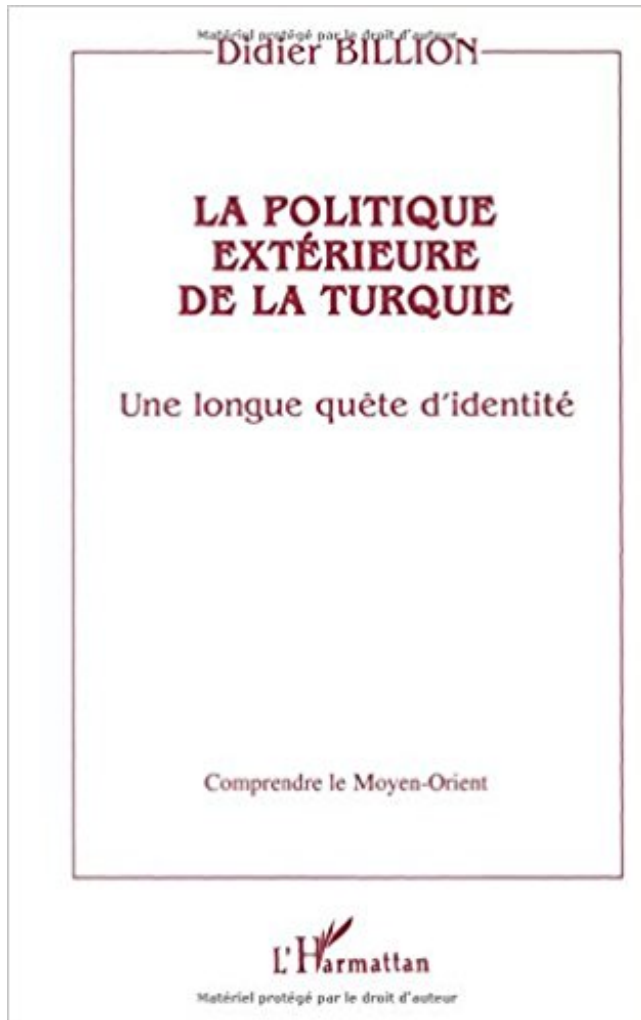 Matériel protégé par le droit d'auteur
Didier BILLION
LA POLITIQUE
EXTÉRIEURE
DE LA TURQUIE
Une longue quête d'identité
Comprendre le Moyen-Orient
L'Harmattan
Matériel protégé par le droit d'auteur